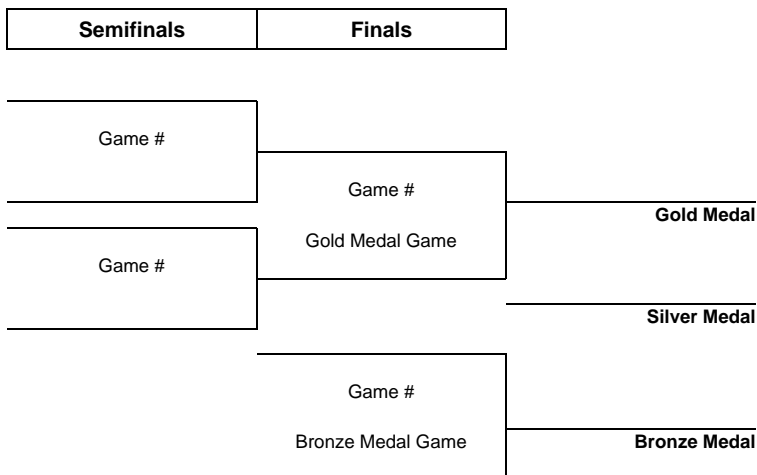 Semifinals Finals
Game #
Game #
Gold Medal
Gold Medal Game
Game #
Silver Medal
Game #
Bronze Medal Game Bronze Medal